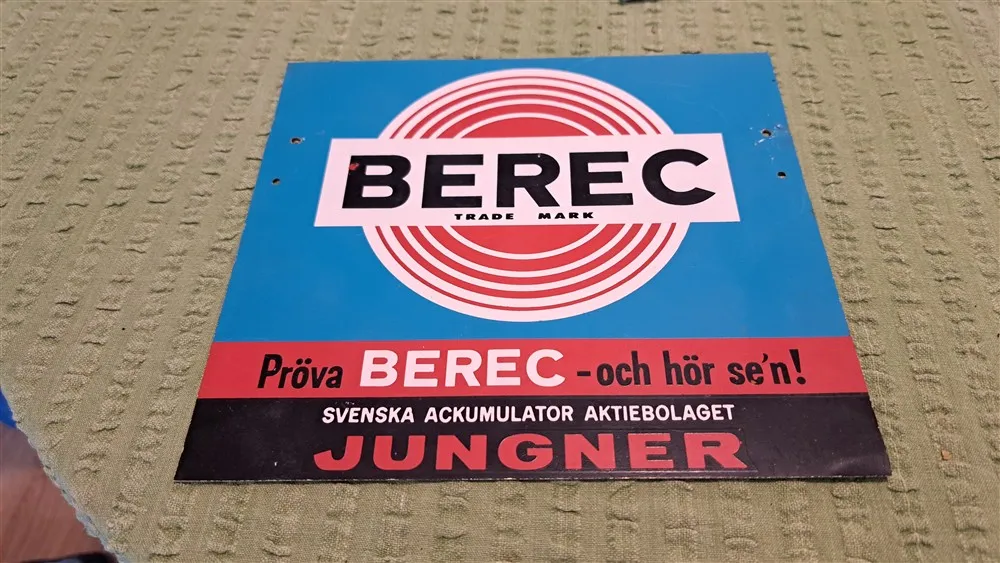 BEREC
TRADE MARK
Pröva BEREC - och hör se'n!
SVENSKA ACKUMULATOR AKTIEBOLAGET
JUNGNER